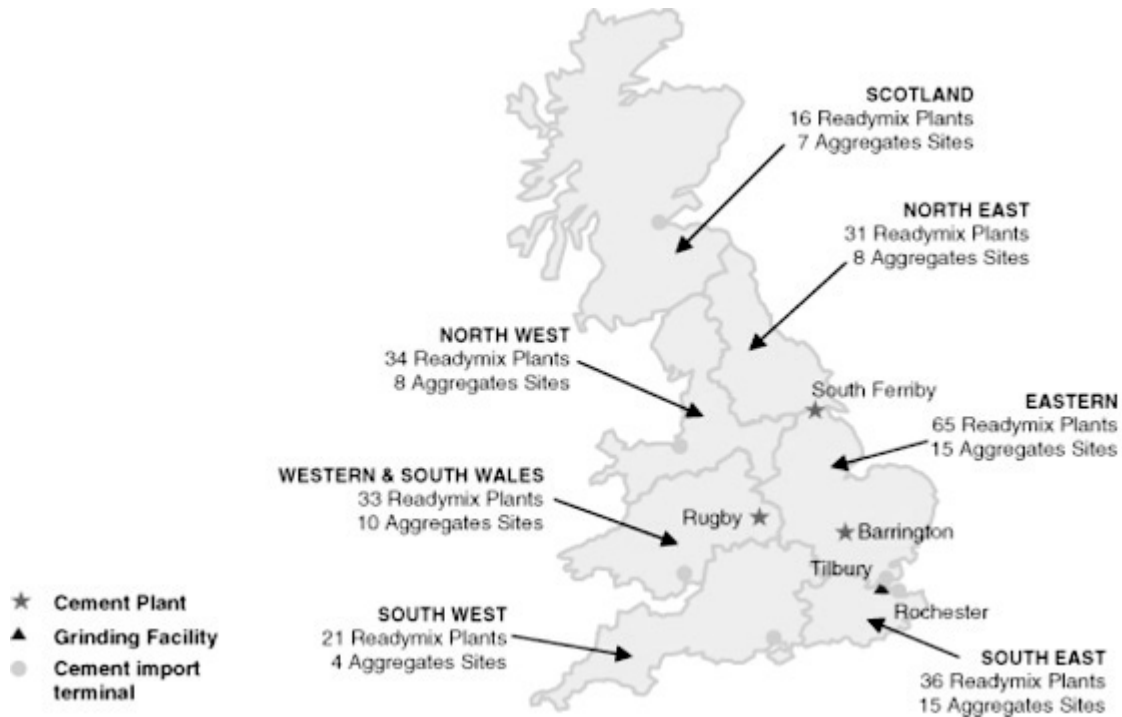 SCOTLAND
16 Readymix Plants
7 Aggregates Sites
NORTH EAST
31 Readymix Plants
8 Aggregates Sites
NORTH WEST
34 Readymix Plants
8 Aggregates Sites
South Ferriby
EASTERN
65 Readymix Plants
15 Aggregates Sites
WESTERN & SOUTH WALES
33 Readymix Plants
10 Aggregates Sites
Rugby
Barrington
Tilbury
Rochester
SOUTH WEST
21 Readymix Plants
4 Aggregates Sites
SOUTH EAST
36 Readymix Plants
15 Aggregates Sites
Cement Plant
Grinding Facility
Cement import
terminal